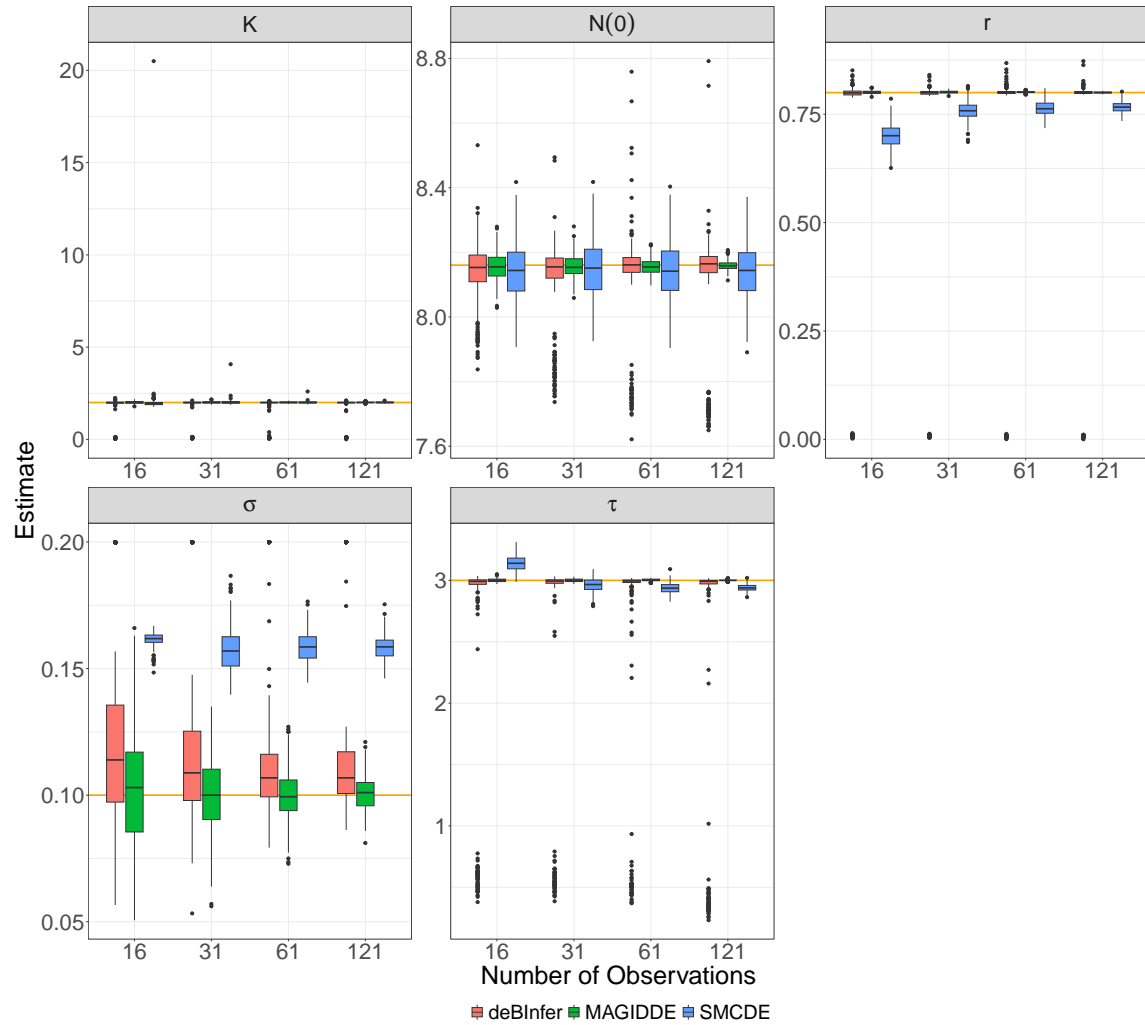 K
N(0)
r
20
15
10
5
0
16 31 61 121
8.8
8.4
8.0
7.6
16 31 61 121
0.75
0.50
0.25
0.00
16 31 61 121
Estimate
σ
τ
0.20
0.15
0.10
0.05
16 31 61 121
3
2
1
16 31 61 121
Number of Observations
deBInfer MAGIDDE SMCDE